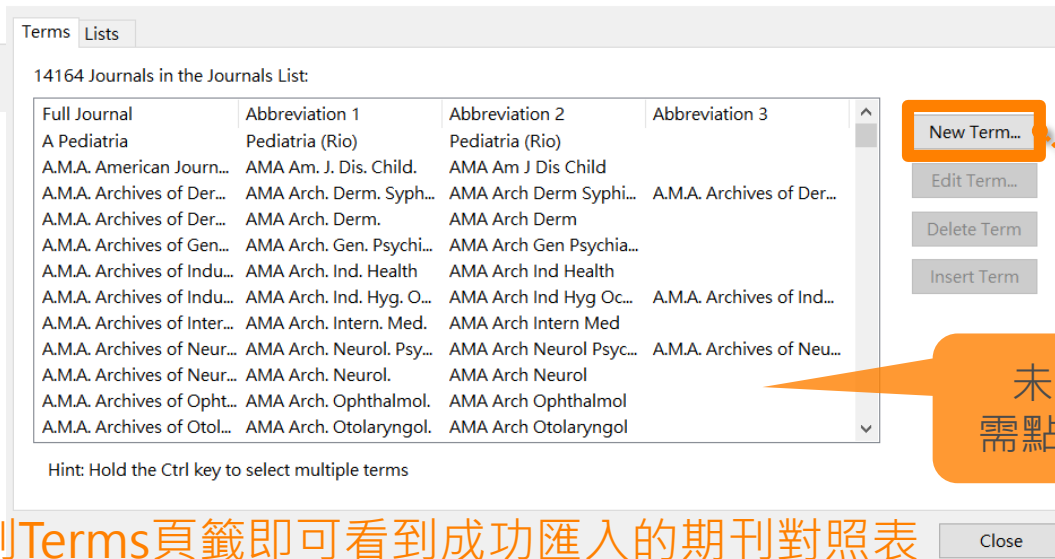 Terms Lists
14164 Journals in the Journals List:
Full Journal Abbreviation 1 Abbreviation 2 Abbreviation 3
A Pediatria Pediatria (Rio) Pediatria (Rio)
A.M.A. American Journ... AMA Am. J. Dis. Child. AMA Am J Dis Child
A.M.A. Archives of Der... AMA Arch. Derm. Syph... AMA Arch Derm Syphi... A.M.A. Archives of Der...
A.M.A. Archives of Der... AMA Arch. Derm. AMA Arch Derm
A.M.A. Archives of Gen... AMA Arch. Gen. Psychi... AMA Arch Gen Psychia...
A.M.A. Archives of Indu... AMA Arch. Ind. Health AMA Arch Ind Health
A.M.A. Archives of Indu... AMA Arch. Ind. Hyg. O... AMA Arch Ind Hyg Oc... A.M.A. Archives of Ind...
A.M.A. Archives of Inter... AMA Arch. Intern. Med. AMA Arch Intern Med
A.M.A. Archives of Neur... AMA Arch. Neurol. Psy... AMA Arch Neurol Psyc... A.M.A. Archives of Neu...
A.M.A. Archives of Neur... AMA Arch. Neurol. AMA Arch Neurol
A.M.A. Archives of Opht... AMA Arch. Ophthalmol. AMA Arch Ophthalmol
A.M.A. Archives of Otol... AMA Arch. Otolaryngol. AMA Arch Otolaryngol
New Term...
Edit Term...
Delete Term
Insert Term
未
需點
Hint: Hold the Ctrl key to select multiple terms
Terms頁籤即可看到成功匯入的期刊對照表
Close